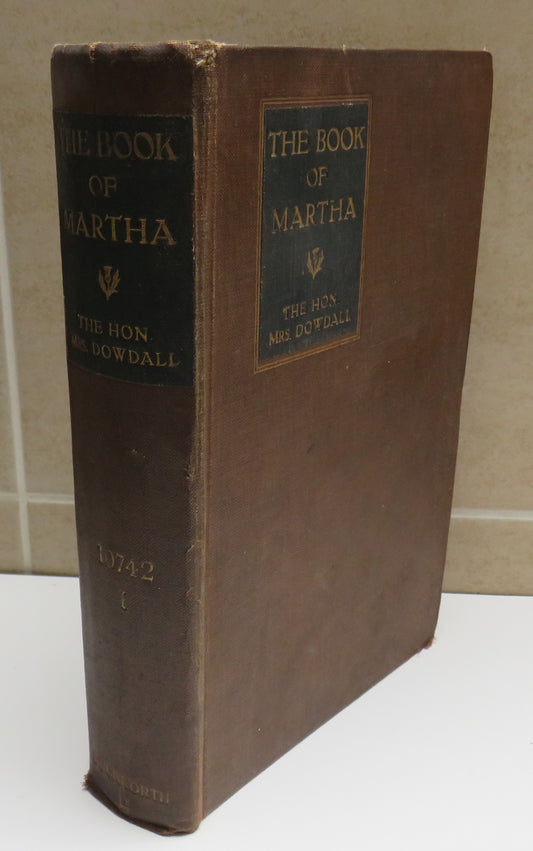 THE BOOK
OF
MARTHA
THE HON.
MRS. DOWDALL
10742
THE BOOK
OF
MARTHA
THE HON.
MRS. DOWDALL